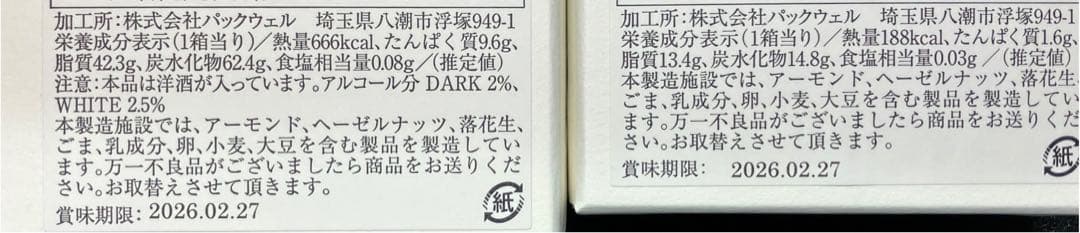 加工所:株式会社パックウェル 埼玉県八潮市浮塚949-1
栄養成分表示(1箱当り)/熱量666kcal、たんぱく質9.6g、
脂質42.3g、炭水化物62.4g、食塩相当量0.08g/(推定値)
注意:本品は洋酒が入っています。アルコール分 DARK 2%、
WHITE 2.5%
本製造施設では、アーモンド、ヘーゼルナッツ、落花生、
ごま、乳成分、卵、小麦、大豆を含む製品を製造してい
ます。万一不良品がございましたら商品をお送りくだ
さい。お取替えさせて頂きます。
賞味期限: 2026.02.27
紙
加工所:株式会社パックウェル 埼玉県八潮市浮塚949-1
栄養成分表示(1箱当り)/熱量188kcal、たんぱく質1.6g、
脂質13.4g、炭水化物14.8g、食塩相当量0.03g /(推定値)
本製造施設では、アーモンド、ヘーゼルナッツ、落花生、
ごま、乳成分、卵、小麦、大豆を含む製品を製造してい
ます。万一不良品がございましたら商品をお送りくだ
さい。お取替えさせて頂きます。
賞味期限: 2026.02.27
紙